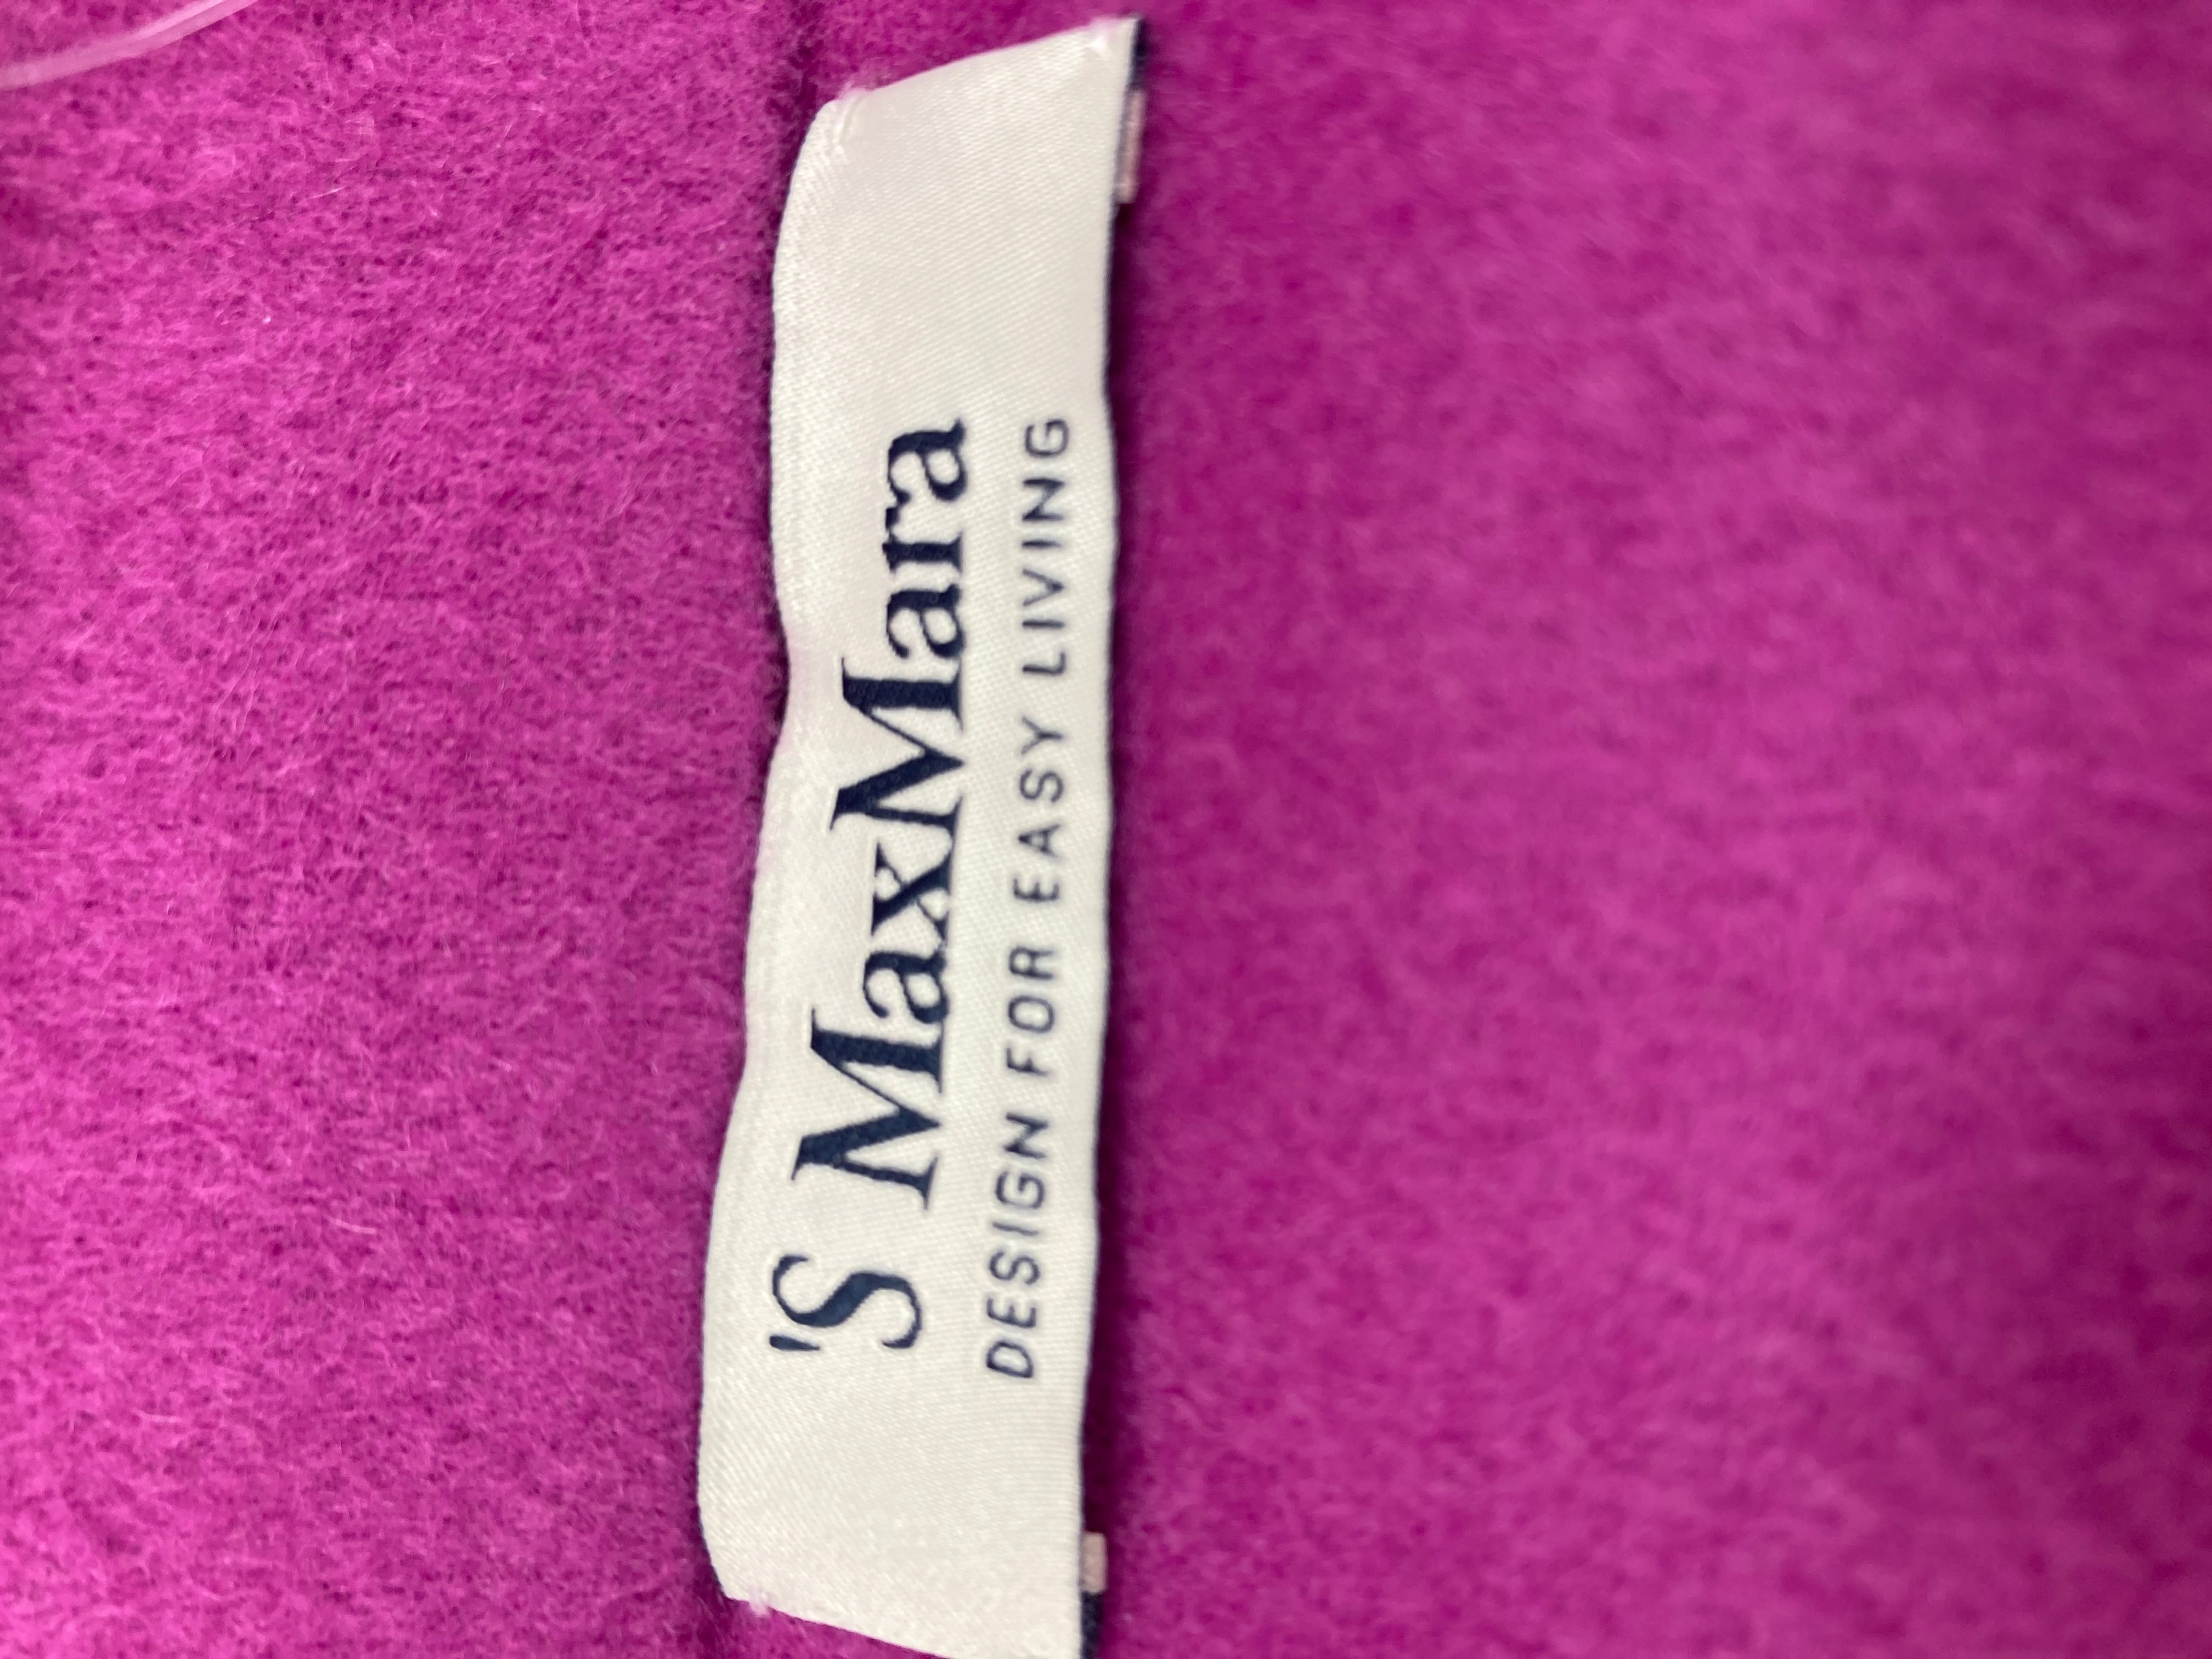 'S MaxMara
DESIGN FOR EASY LIVING